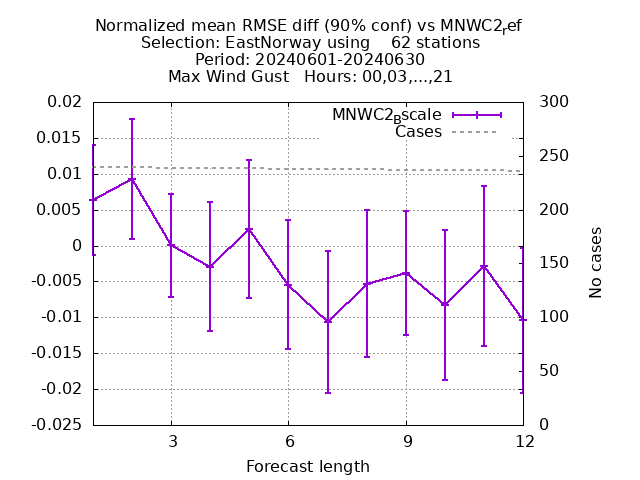 Normalized mean RMSE diff (90% conf) vs MNWC2ref
Selection: EastNorway using 62 stations
Period: 20240601-20240630
Max Wind Gust Hours: 00,03,...,21
0.02 300
MNWC2Bscale
0.015 Cases
0.01 250
0.005 200
0
-0.005 150
-0.01 100
-0.015
-0.02 50
-0.025 0
No cases
3 6 9 12
Forecast length